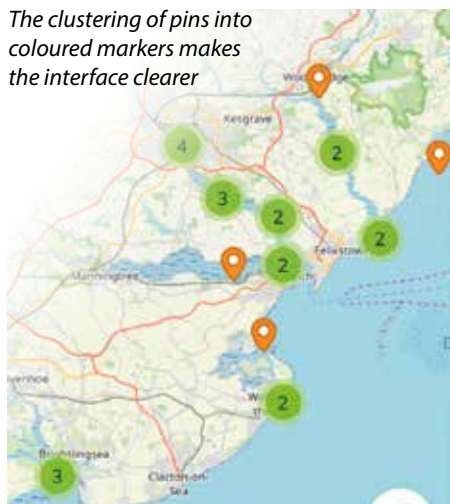 The clustering of pins into
coloured markers makes
the interface clearer
Kesgrave
4
2
3
2
2
Felixstow
2
Manningtree
2
Brightlingsea
3
Clacton-on-
Sea